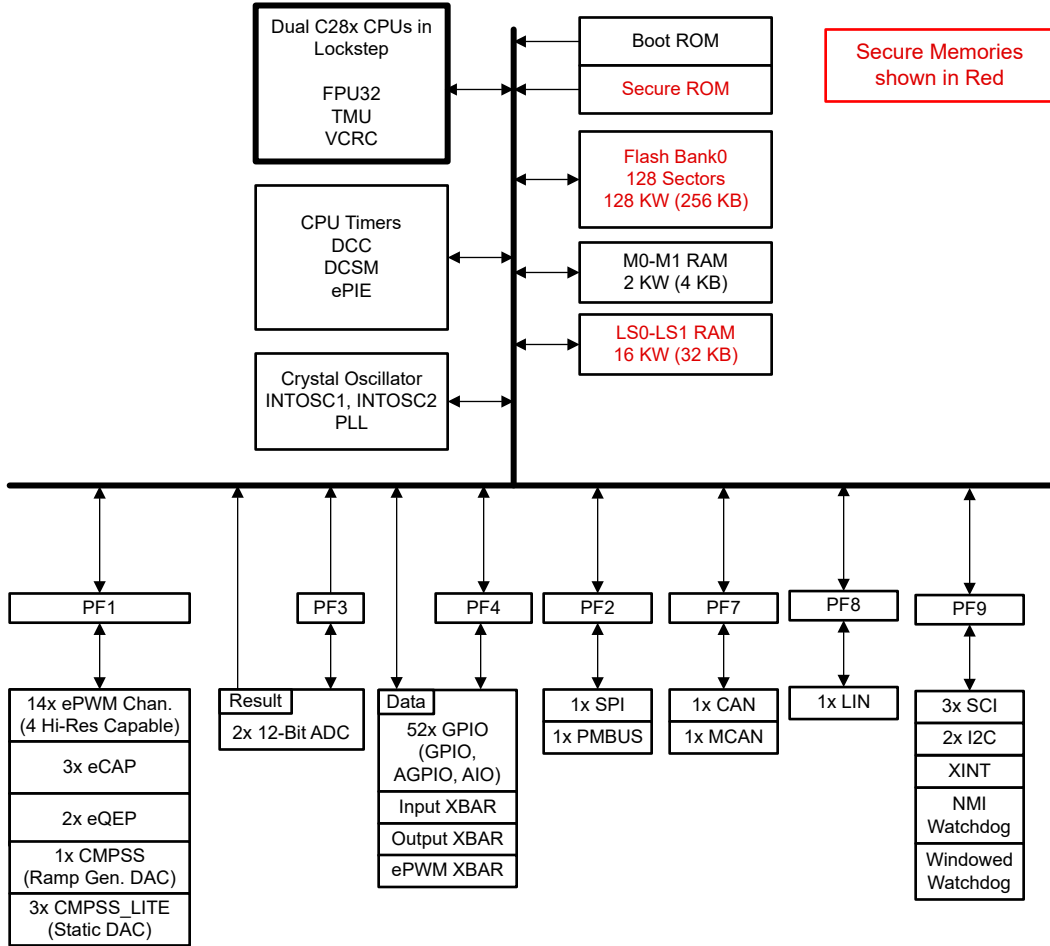 Dual C28x CPUs in
Lockstep
FPU32
TMU
VCRC
CPU Timers
DCC
DCSM
ePIE
Crystal Oscillator
INTOSC1, INTOSC2
PLL
Boot ROM
Secure ROM
Flash Bank0
128 Sectors
128 KW (256 KB)
M0-M1 RAM
2 KW (4 KB)
LS0-LS1 RAM
16 KW (32 KB)
Secure Memories
shown in Red
PF1
PF3
PF4
PF2
PF7
PF8
PF9
14x ePWM Chan.
(4 Hi-Res Capable)
3x eCAP
2x eQEP
1x CMPSS
(Ramp Gen. DAC)
3x CMPSS_LITE
(Static DAC)
Result
2x 12-Bit ADC
Data
52x GPIO
(GPIO,
AGPIO, AIO)
Input XBAR
Output XBAR
ePWM XBAR
1x SPI
1x PMBUS
1x CAN
1x MCAN
1x LIN
3x SCI
2x I2C
XINT
NMI
Watchdog
Windowed
Watchdog